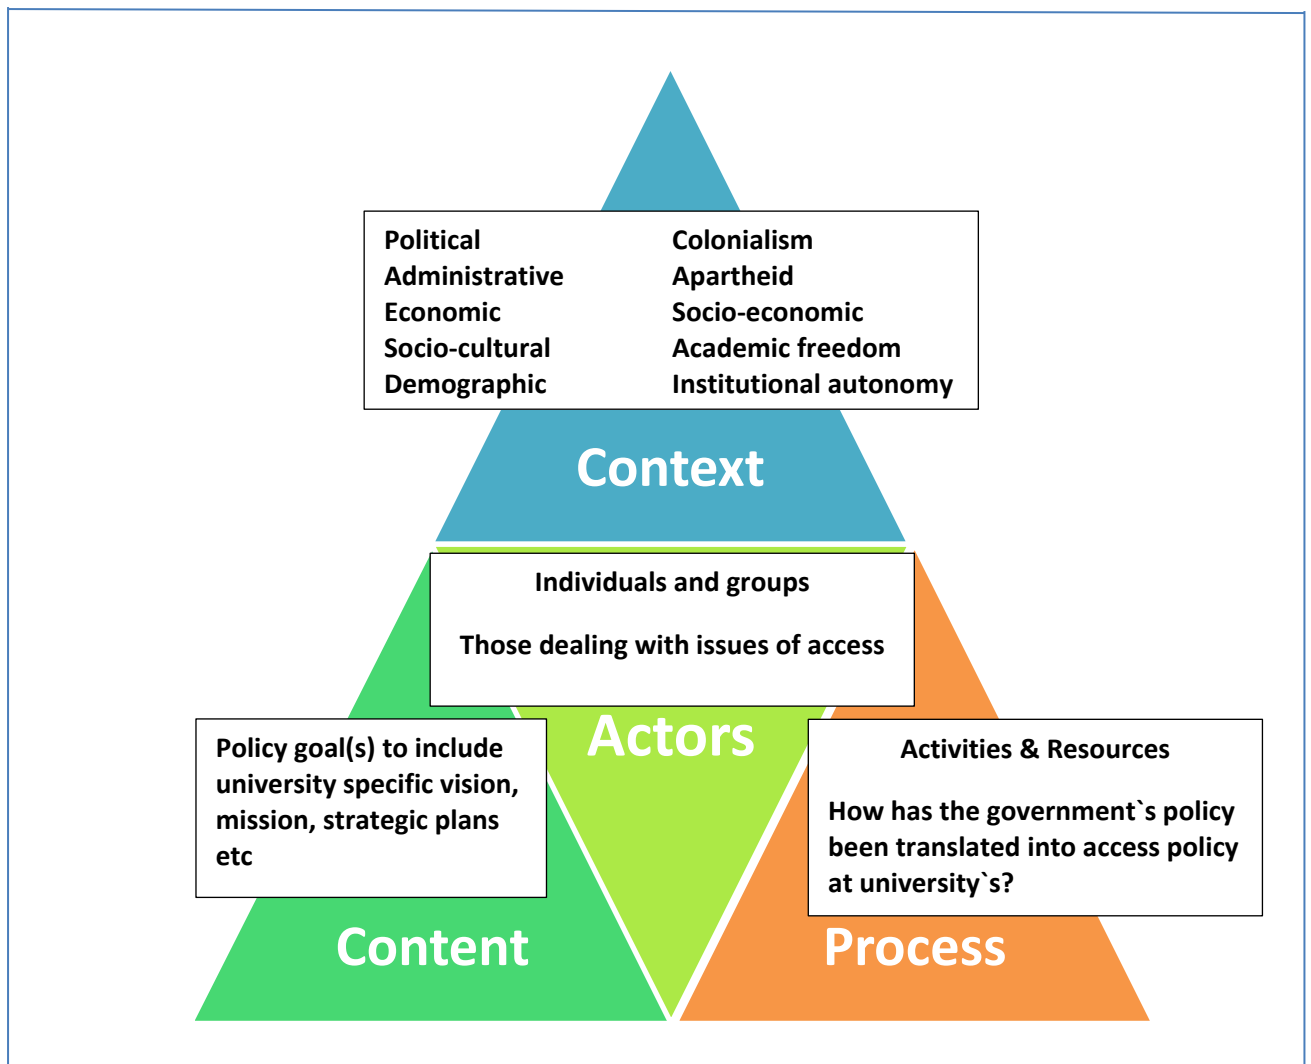 Political Colonialism
Administrative Apartheid
Economic Socio-economic
Socio-cultural Academic freedom
Demographic Institutional autonomy
Context
Individuals and groups
Those dealing with issues of access
Actors
Policy goal(s) to include
university specific vision,
mission, strategic plans
etc
Content
Activities & Resources
How has the government`s policy
been translated into access policy
at university`s?
Process